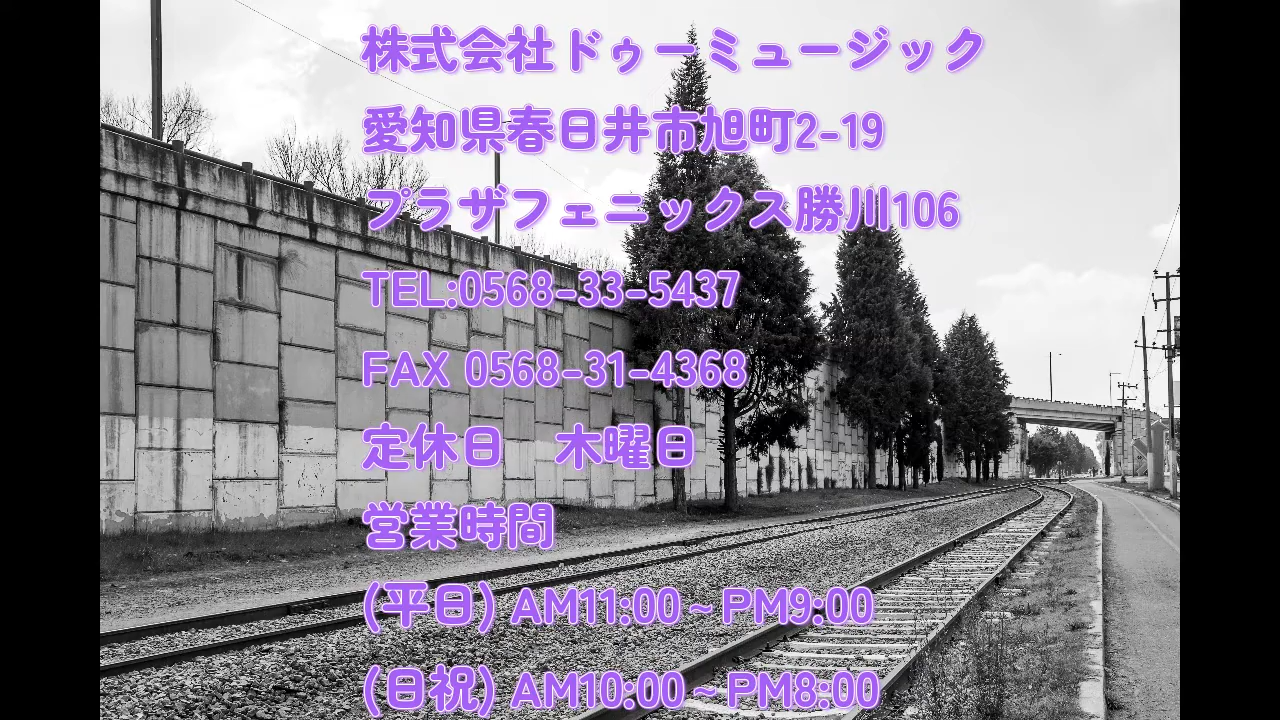 株式会社ドゥーミュージック
愛知県春日井市旭町2-19
プラザフェニックス勝川106
TEL:0568-33-5437
FAX 0568-31-4368
定休日　木曜日
営業時間
(平日) AM11:00～PM9:00
(日祝) AM10:00～PM8:00